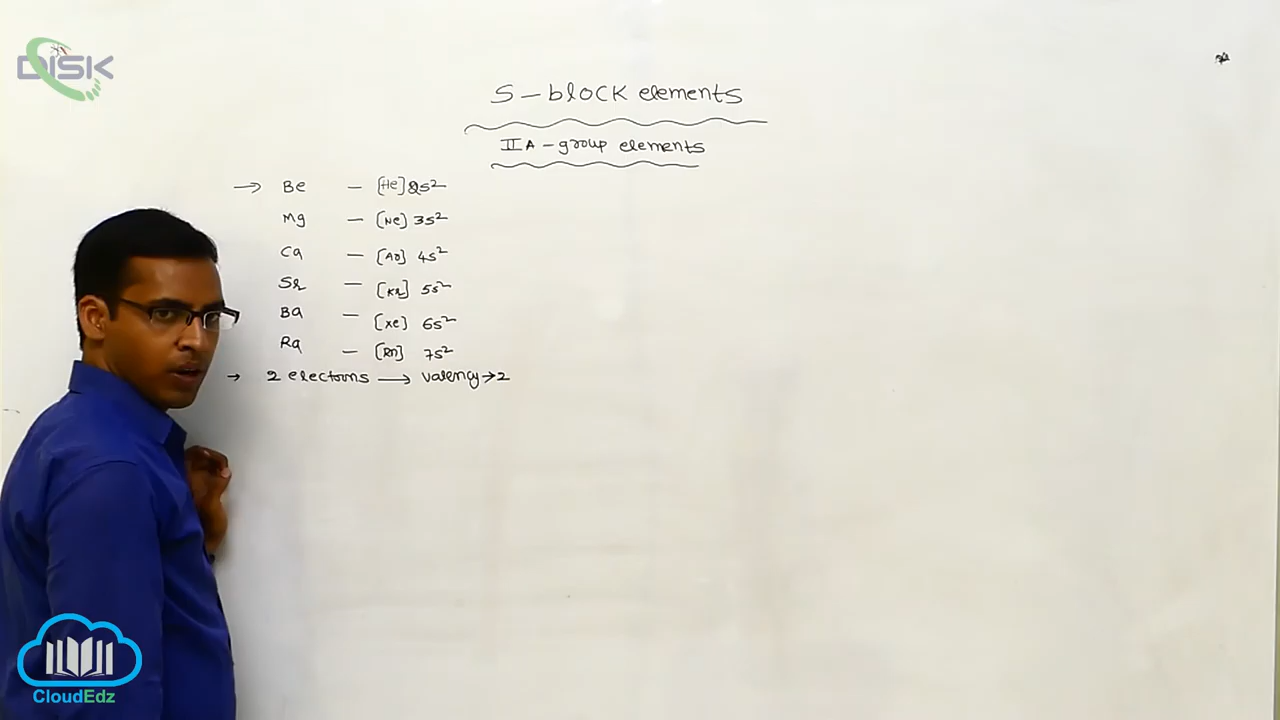 DiSK
S - block elements
II A - group elements
→ Be - [He] 2s²
Mg - [Ne] 3s²
Ca - [Ar] 4s²
Sr - [Kr] 5s²
Ba - [Xe] 6s²
Ra - [Rn] 7s²
→ 2 electorns → valency → 2
CloudEdz